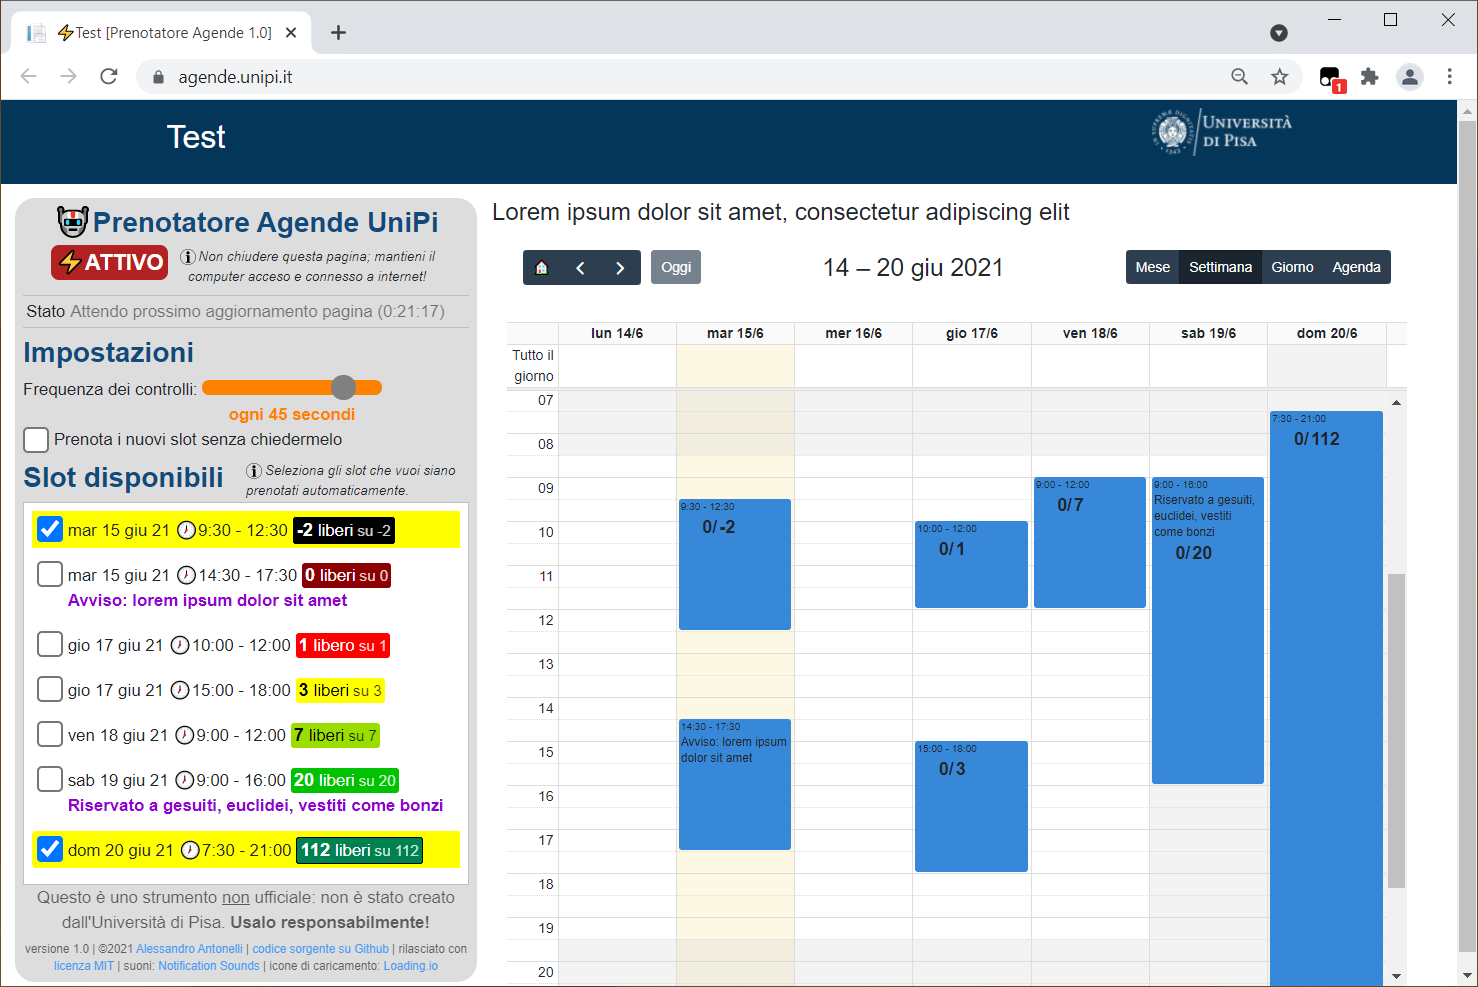 Test [Prenotatore Agende 1.0]
agende.unipi.it
1
Test
UNIVERSITÀ
DI PISA
Prenotatore Agende UniPi
ATTIVO
Non chiudere questa pagina; mantieni il
computer acceso e connesso a internet!
Stato Attendo prossimo aggiornamento pagina (0:21:17)
Impostazioni
Frequenza dei controlli:
ogni 45 secondi
Prenota i nuovi slot senza chiedermelo
Slot disponibili
Seleziona gli slot che vuoi siano
prenotati automaticamente.
mar 15 giu 21 9:30 - 12:30 -2 liberi su -2
mar 15 giu 21 14:30 - 17:30 0 liberi su 0
Avviso: lorem ipsum dolor sit amet
gio 17 giu 21 10:00 - 12:00 1 libero su 1
gio 17 giu 21 15:00 - 18:00 3 liberi su 3
ven 18 giu 21 9:00 - 12:00 7 liberi su 7
sab 19 giu 21 9:00 - 16:00 20 liberi su 20
Riservato a gesuiti, euclidei, vestiti come bonzi
dom 20 giu 21 7:30 - 21:00 112 liberi su 112
Questo è uno strumento non ufficiale: non è stato creato
dall'Università di Pisa. Usalo responsabilmente!
versione 1.0 | ©2021 Alessandro Antonelli | codice sorgente su Github | rilasciato con
licenza MIT | suoni: Notification Sounds | icone di caricamento: Loading.io
Lorem ipsum dolor sit amet, consectetur adipiscing elit
Oggi
14 – 20 giu 2021
Mese Settimana Giorno Agenda
lun 14/6 mar 15/6 mer 16/6 gio 17/6 ven 18/6 sab 19/6 dom 20/6
Tutto il
giorno
07
08
09
10
11
12
13
14
15
16
17
18
19
20
9:30 - 12:30
0/-2
14:30 - 17:30
Avviso: lorem ipsum
dolor sit amet
10:00 - 12:00
0/1
15:00 - 18:00
0/3
9:00 - 12:00
0/7
9:00 - 16:00
Riservato a gesuiti,
euclidei, vestiti
come bonzi
0/20
7:30 - 21:00
0/112